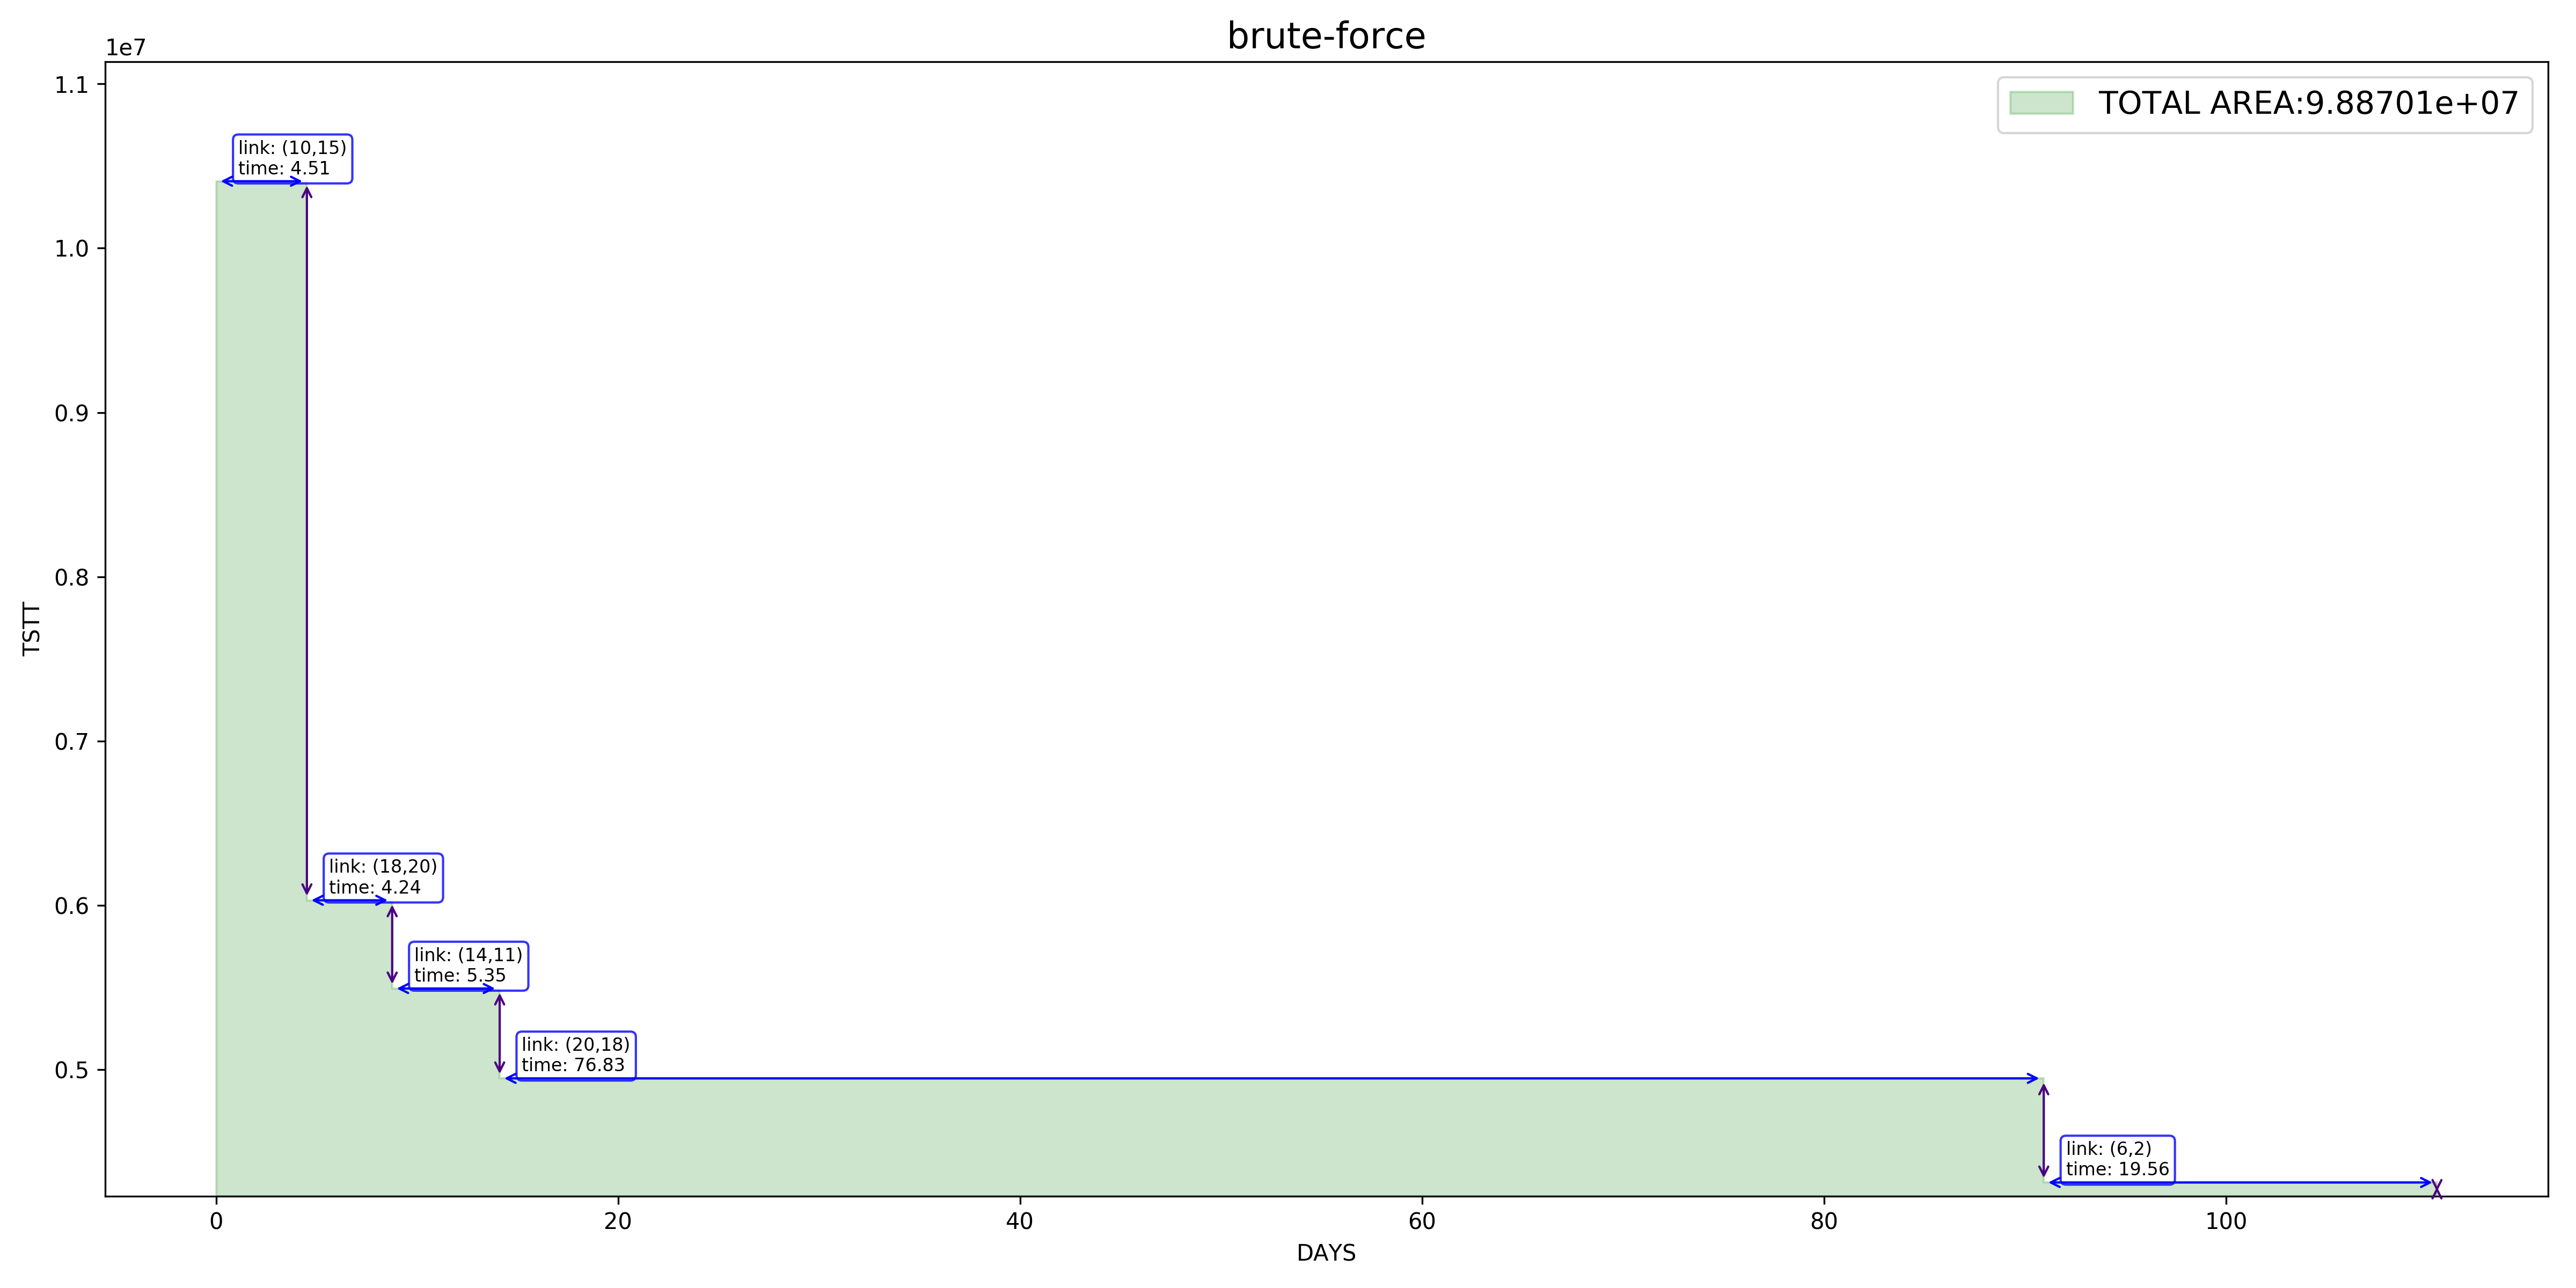 brute-force
1e7
TOTAL AREA:9.88701e+07
1.1
1.0
0.9
0.8
0.7
0.6
0.5
TSTT
link: (10,15)
time: 4.51
link: (18,20)
time: 4.24
link: (14,11)
time: 5.35
link: (20,18)
time: 76.83
link: (6,2)
time: 19.56
0 20 40 60 80 100
DAYS